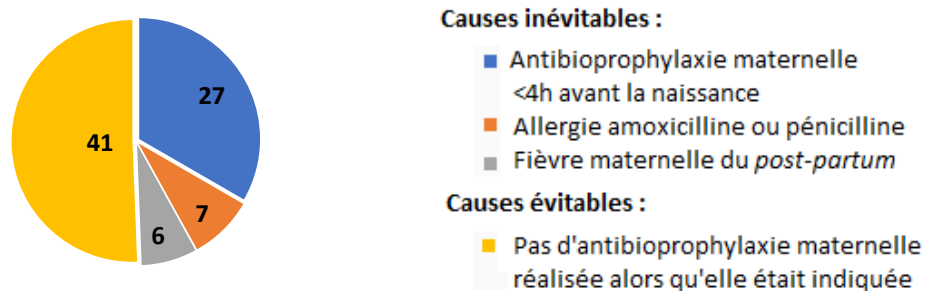 27
41
7
6
Causes inévitables :
Antibioprophylaxie maternelle
<4h avant la naissance
Allergie amoxicilline ou pénicilline
Fièvre maternelle du post-partum
Causes évitables :
Pas d'antibioprophylaxie maternelle
réalisée alors qu'elle était indiquée